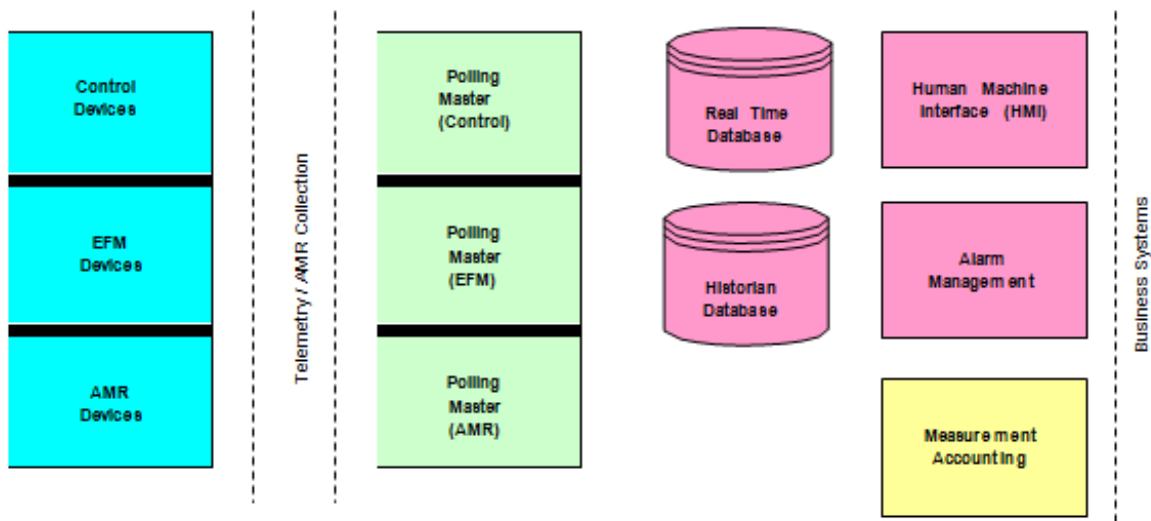 Control
Devices
EFM
Devices
AMR
Devices
Telemetry / AMR Collection
Polling
Master
(Control)
Polling
Master
(EFM)
Polling
Master
(AMR)
Real Time
Database
Historian
Database
Human Machine
Interface (HMI)
Alarm
Management
Measurement
Accounting
Business Systems